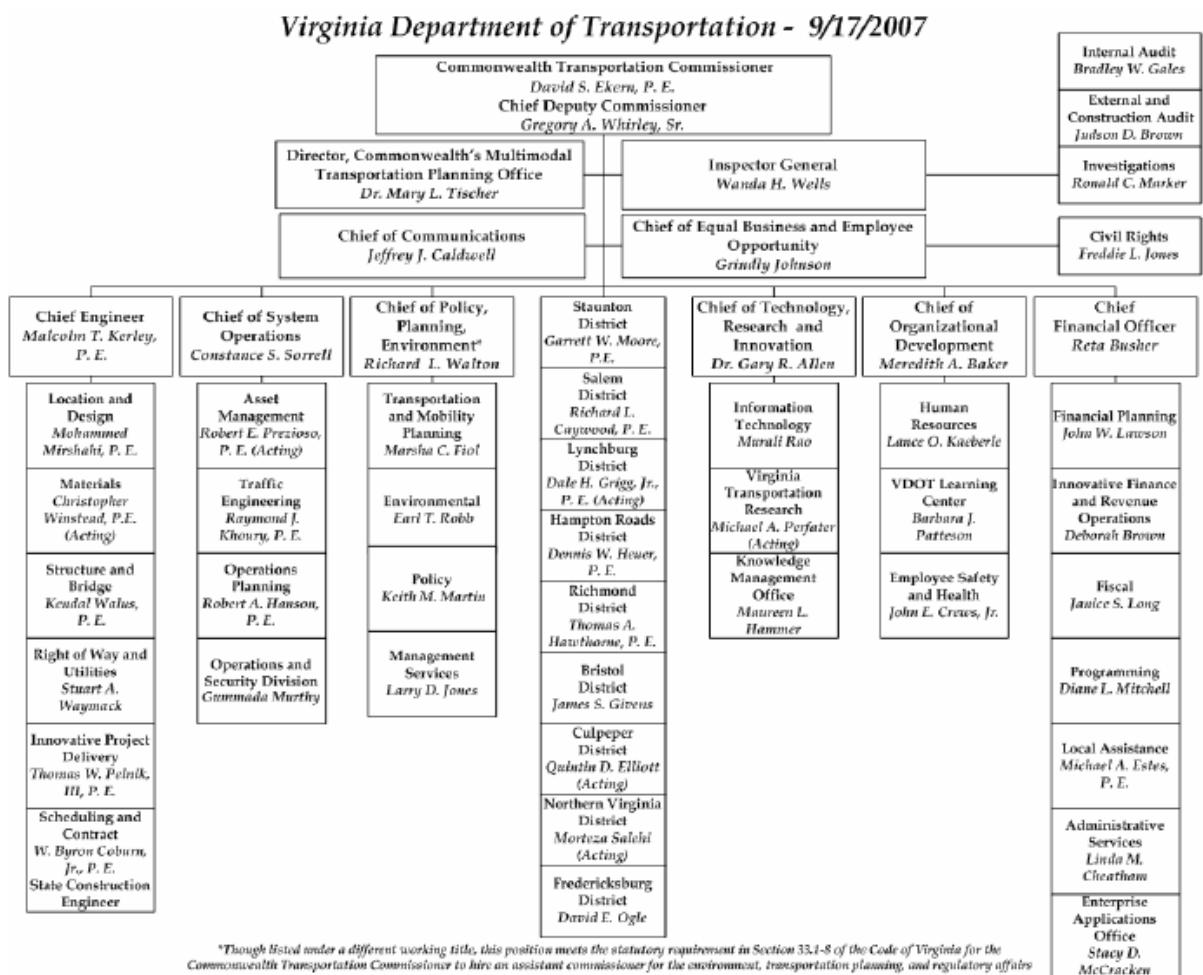 Virginia Department of Transportation - 9/17/2007
Commonwealth Transportation Commissioner
David S. Ekern, P. E.
Chief Deputy Commissioner
Gregory A. Whirley, Sr.
Internal Audit
Bradley W. Gales
External and
Construction Audit
Judson D. Brown
Investigations
Ronald C. Marker
Director, Commonwealth's Multimodal
Transportation Planning Office
Dr. Mary L. Tischer
Inspector General
Wanda H. Wells
Chief of Communications
Jeffrey J. Caldwell
Chief of Equal Business and Employee
Opportunity
Grindly Johnson
Civil Rights
Freddie L. Jones
Chief Engineer
Malcolm T. Kerley,
P. E.
Location and
Design
Mohammed
Mirshahi, P. E.
Materials
Christopher
Winstead, P.E.
(Acting)
Structure and
Bridge
Kendal Walus,
P. E.
Right of Way and
Utilities
Stuart A.
Waymack
Innovative Project
Delivery
Thomas W. Pelnik,
III, P. E.
Scheduling and
Contract
W. Byron Coburn,
Jr., P. E.
State Construction
Engineer
Chief of System
Operations
Constance S. Sorrell
Asset
Management
Robert E. Prezioso,
P. E. (Acting)
Traffic
Engineering
Raymond J.
Khoury, P. E.
Operations
Planning
Robert A. Hanson,
P. E.
Operations and
Security Division
Gummada Murthy
Chief of Policy,
Planning,
Environment*
Richard L. Walton
Transportation
and Mobility
Planning
Marsha C. Fiol
Environmental
Earl T. Robb
Policy
Keith M. Martin
Management
Services
Larry D. Jones
Staunton
District
Garrett W. Moore,
P.E.
Salem
District
Richard L.
Caywood, P. E.
Lynchburg
District
Dale H. Grigg, Jr.,
P. E. (Acting)
Hampton Roads
District
Dennis W. Heuer,
P. E.
Richmond
District
Thomas A.
Hawthorne, P. E.
Bristol
District
James S. Givens
Culpeper
District
Quintin D. Elliott
(Acting)
Northern Virginia
District
Morteza Salehi
(Acting)
Fredericksburg
District
David E. Ogle
Chief of Technology,
Research and
Innovation
Dr. Gary R. Allen
Information
Technology
Murali Rao
Virginia
Transportation
Research
Michael A. Perfater
(Acting)
Knowledge
Management
Office
Maureen L.
Hammer
Chief of
Organizational
Development
Meredith A. Baker
Human
Resources
Lance O. Kaeberle
VDOT Learning
Center
Barbara J.
Patteson
Employee Safety
and Health
John E. Crews, Jr.
Chief
Financial Officer
Reta Busher
Financial Planning
John W. Lawson
Innovative Finance
and Revenue
Operations
Deborah Brown
Fiscal
Janice S. Long
Programming
Diane L. Mitchell
Local Assistance
Michael A. Estes,
P. E.
Administrative
Services
Linda M.
Cheatham
Enterprise
Applications
Office
Stacy D.
McCracken
*Though listed under a different working title, this position meets the statutory requirement in Section 33.1-8 of the Code of Virginia for the
Commonwealth Transportation Commissioner to hire an assistant commissioner for the environment, transportation planning, and regulatory affairs